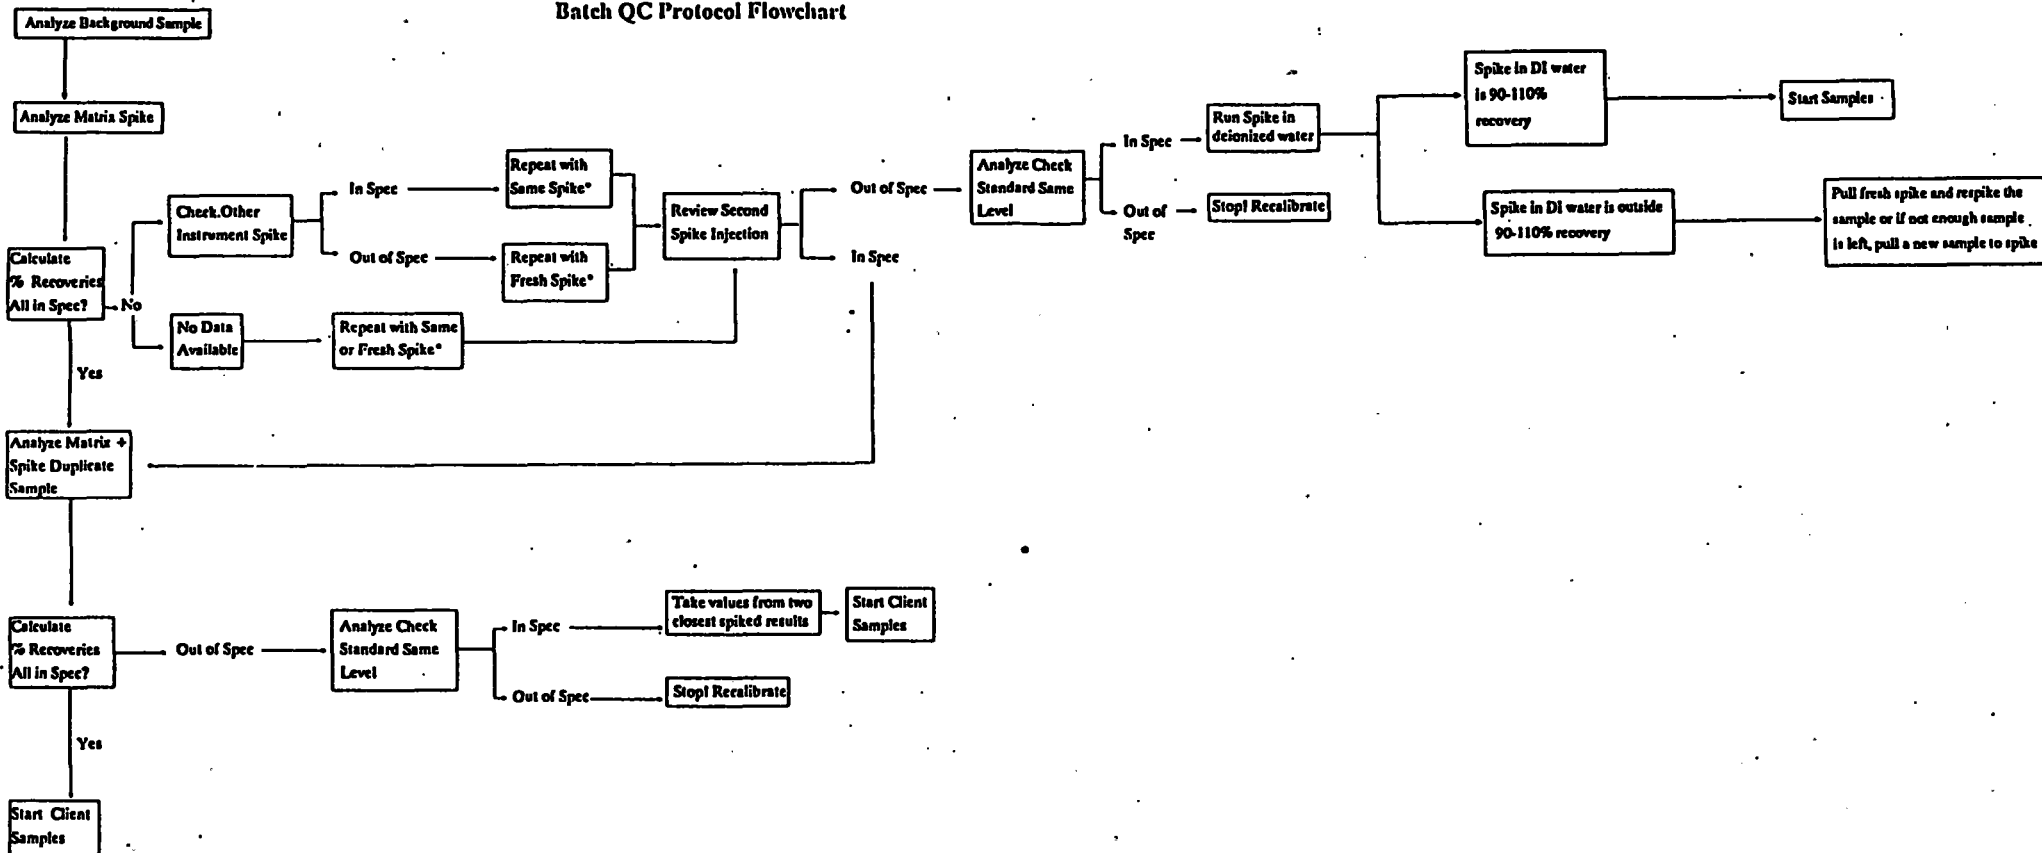 Batch QC Protocol Flowchart
Analyze Background Sample
Analyze Matrix Spike
Calculate
% Recoveries
All in Spec?
No
Yes
Check Other
Instrument Spike
In Spec
Out of Spec
Repeat with
Same Spike*
Repeat with
Fresh Spike*
No Data
Available
Repeat with Same
or Fresh Spike*
Review Second
Spike Injection
Out of Spec
In Spec
Analyze Check
Standard Same
Level
In Spec
Out of
Spec
Run Spike in
deionized water
Stop! Recalibrate
Spike in DI water
is 90-110%
recovery
Start Samples
Spike in DI water is outside
90-110% recovery
Pull fresh spike and respike the
sample or if not enough sample
is left, pull a new sample to spike
Analyze Matrix +
Spike Duplicate
Sample
Calculate
% Recoveries
All in Spec?
Out of Spec
Analyze Check
Standard Same
Level
In Spec
Out of Spec
Take values from two
closest spiked results
Start Client
Samples
Stop! Recalibrate
Yes
Start Client
Samples